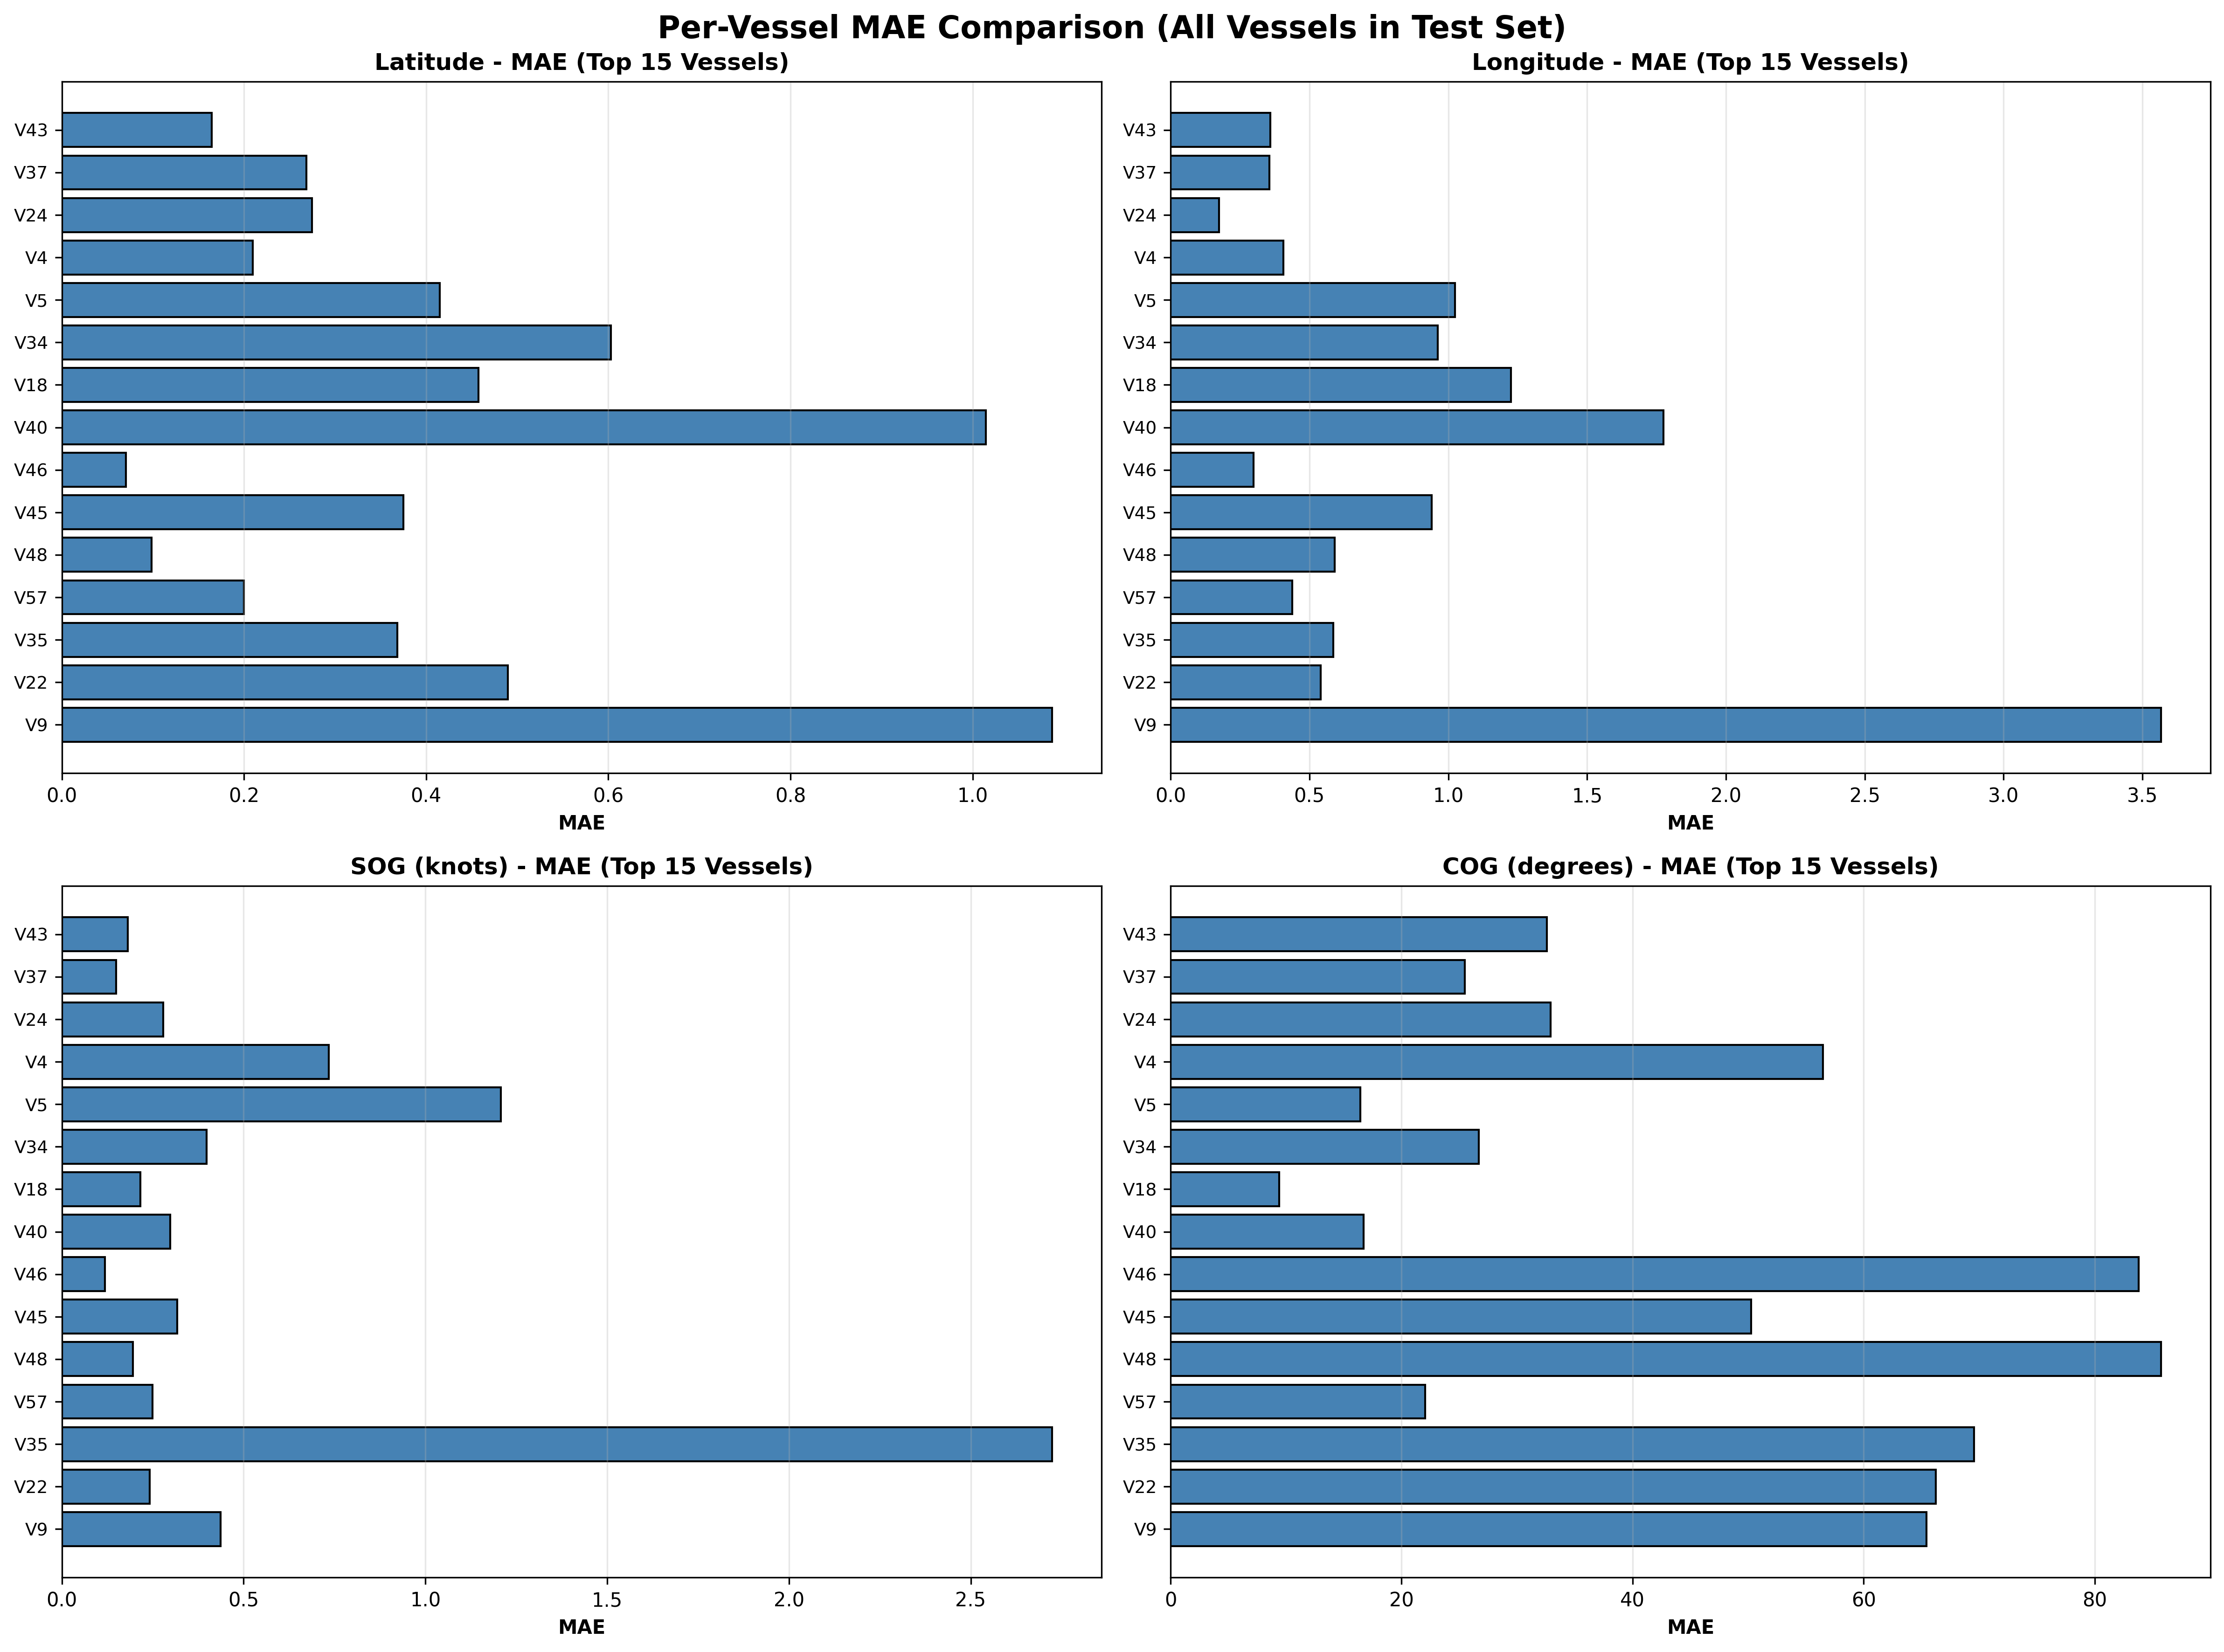 Per-Vessel MAE Comparison (All Vessels in Test Set)
Latitude - MAE (Top 15 Vessels)
V43
V37
V24
V4
V5
V34
V18
V40
V46
V45
V48
V57
V35
V22
V9
0.0 0.2 0.4 0.6 0.8 1.0
MAE
Longitude - MAE (Top 15 Vessels)
V43
V37
V24
V4
V5
V34
V18
V40
V46
V45
V48
V57
V35
V22
V9
0.0 0.5 1.0 1.5 2.0 2.5 3.0 3.5
MAE
SOG (knots) - MAE (Top 15 Vessels)
V43
V37
V24
V4
V5
V34
V18
V40
V46
V45
V48
V57
V35
V22
V9
0.0 0.5 1.0 1.5 2.0 2.5
MAE
COG (degrees) - MAE (Top 15 Vessels)
V43
V37
V24
V4
V5
V34
V18
V40
V46
V45
V48
V57
V35
V22
V9
0 20 40 60 80
MAE